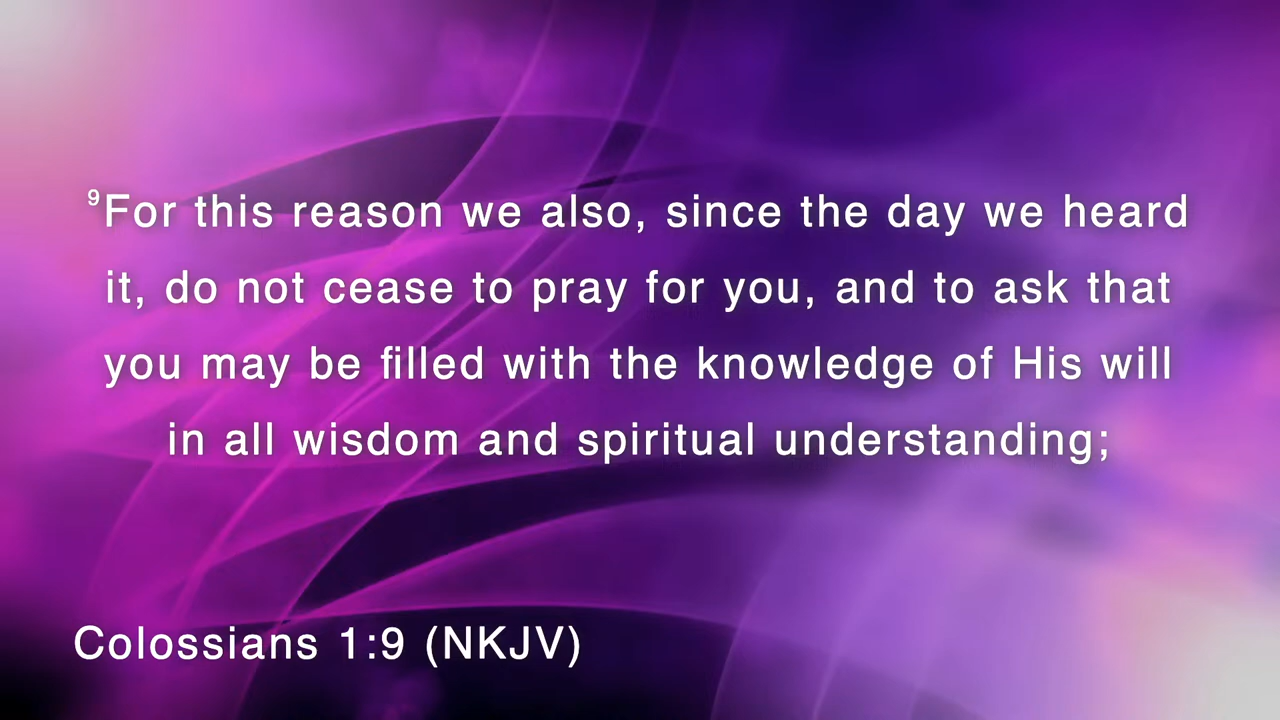 ⁹For this reason we also, since the day we heard
it, do not cease to pray for you, and to ask that
you may be filled with the knowledge of His will
in all wisdom and spiritual understanding;
Colossians 1:9 (NKJV)